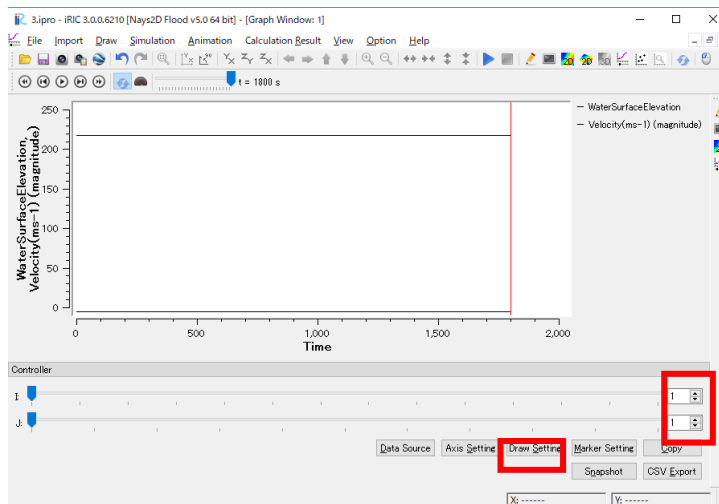 3.ipro - iRIC 3.0.0.6210 [Nays2D Flood v5.0 64 bit] - [Graph Window: 1]
File Import Draw Simulation Animation Calculation Result View Option Help
t = 1800 s
WaterSurfaceElevation
Velocity(ms-1) (magnitude)
WaterSurfaceElevation,
Velocity(ms-1) (magnitude)
250
200
150
100
50
0
0 500 1,000 1,500 2,000
Time
Controller
I: 1
J: 1
Data Source Axis Setting Draw Setting Marker Setting Copy
Snapshot CSV Export
X: ------ Y: ------